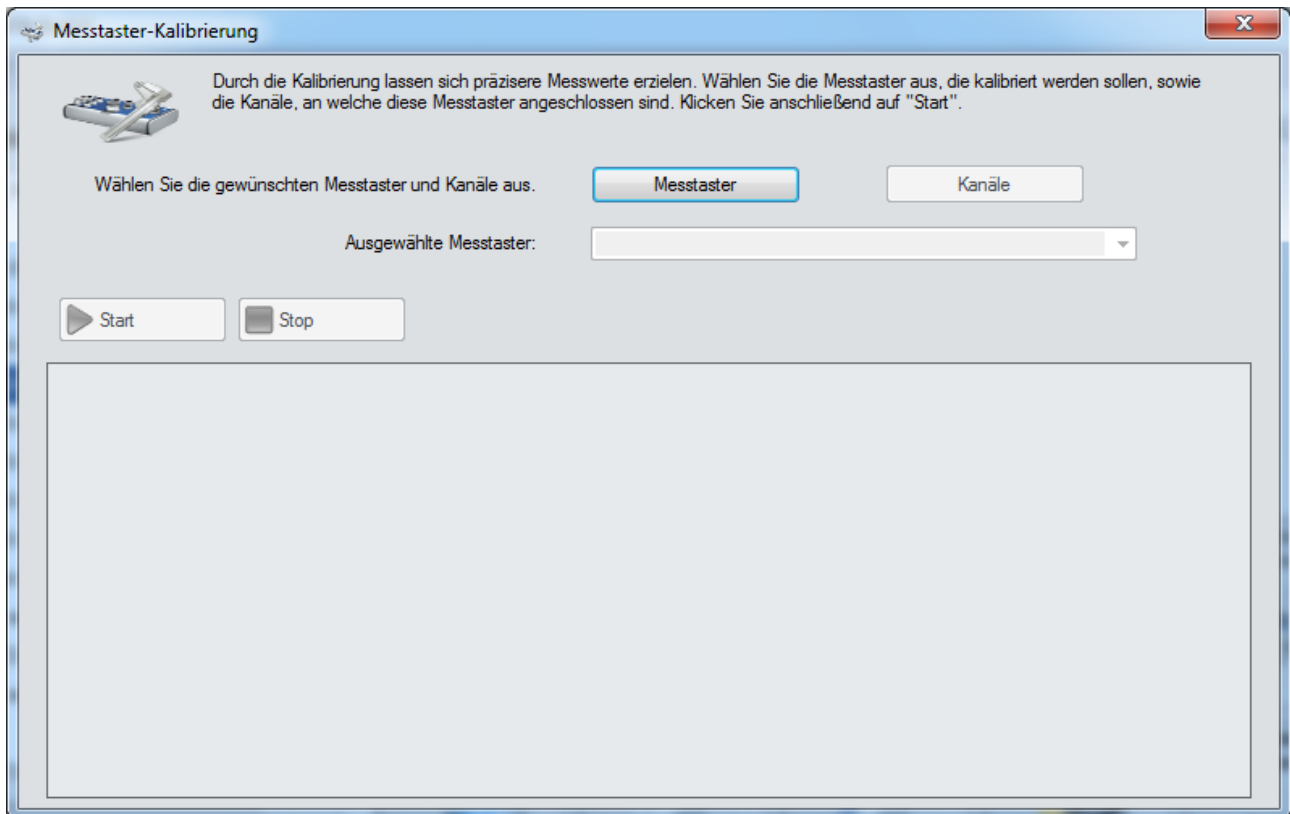 Messtaster-Kalibrierung
Durch die Kalibrierung lassen sich präzisere Messwerte erzielen. Wählen Sie die Messtaster aus, die kalibriert werden sollen, sowie
die Kanäle, an welche diese Messtaster angeschlossen sind. Klicken Sie anschließend auf "Start".
Wählen Sie die gewünschten Messtaster und Kanäle aus. Messtaster Kanäle
Ausgewählte Messtaster:
Start Stop